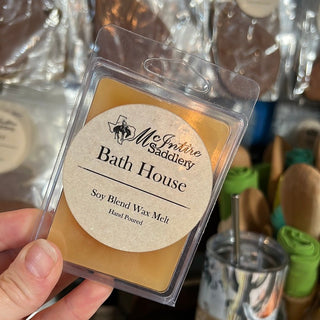 McIntire
Saddlery
Bath House
Soy Blend Wax Melt
Hand Poured